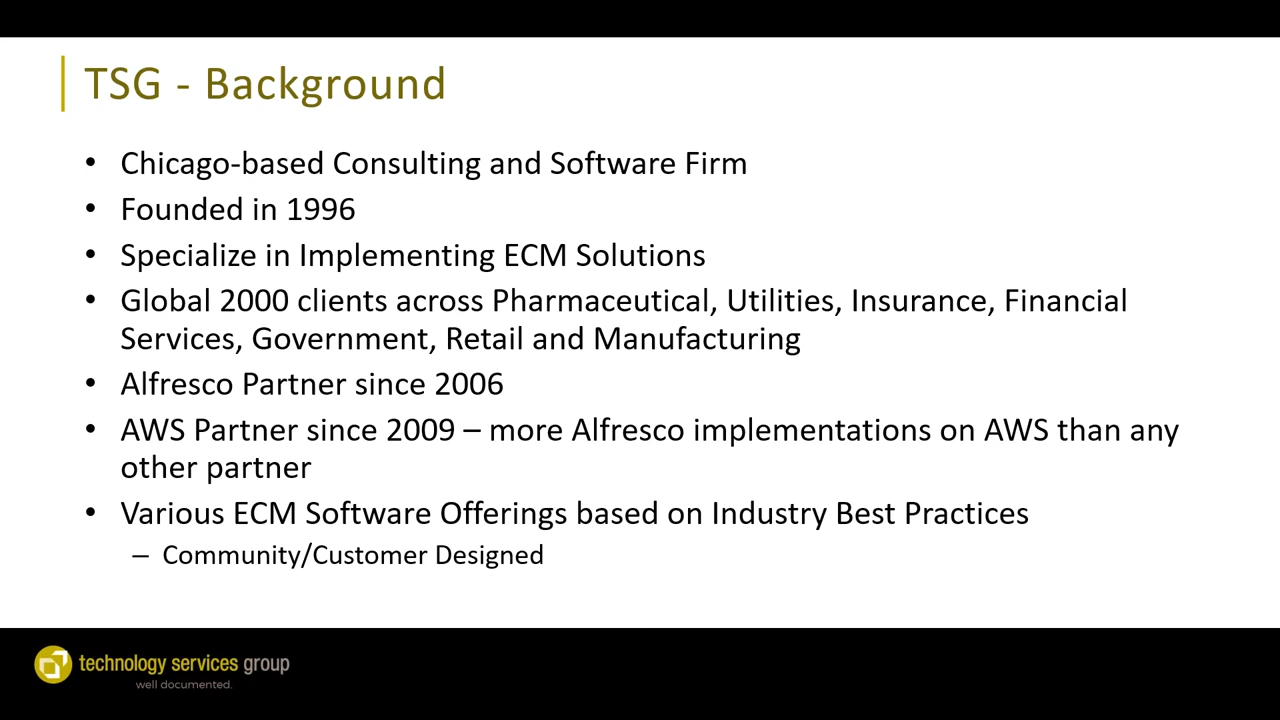 TSG - Background
• Chicago-based Consulting and Software Firm
• Founded in 1996
• Specialize in Implementing ECM Solutions
• Global 2000 clients across Pharmaceutical, Utilities, Insurance, Financial
Services, Government, Retail and Manufacturing
• Alfresco Partner since 2006
• AWS Partner since 2009 – more Alfresco implementations on AWS than any
other partner
• Various ECM Software Offerings based on Industry Best Practices
– Community/Customer Designed
technology services group
well documented.